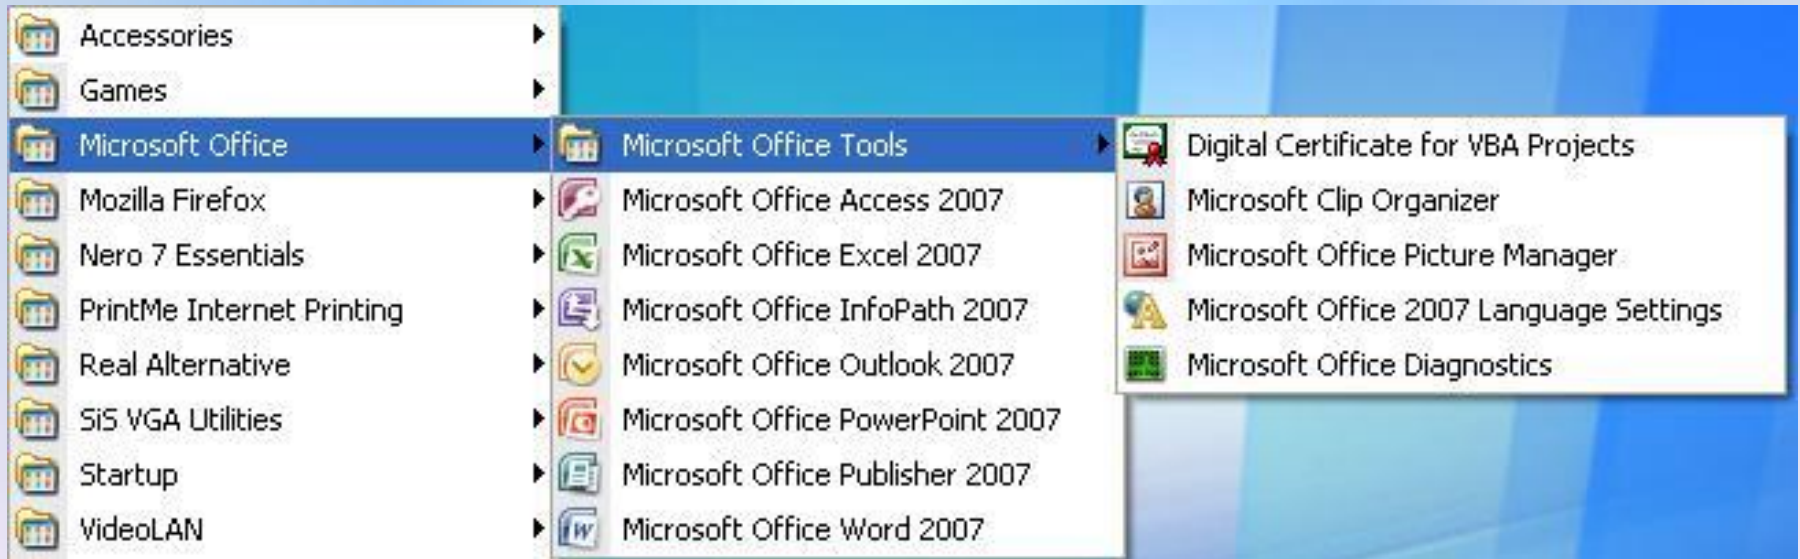 Accessories
Games
Microsoft Office
Mozilla Firefox
Nero 7 Essentials
PrintMe Internet Printing
Real Alternative
SiS VGA Utilities
Startup
VideoLAN
Microsoft Office Tools
Microsoft Office Access 2007
Microsoft Office Excel 2007
Microsoft Office InfoPath 2007
Microsoft Office Outlook 2007
Microsoft Office PowerPoint 2007
Microsoft Office Publisher 2007
Microsoft Office Word 2007
Digital Certificate for VBA Projects
Microsoft Clip Organizer
Microsoft Office Picture Manager
Microsoft Office 2007 Language Settings
Microsoft Office Diagnostics